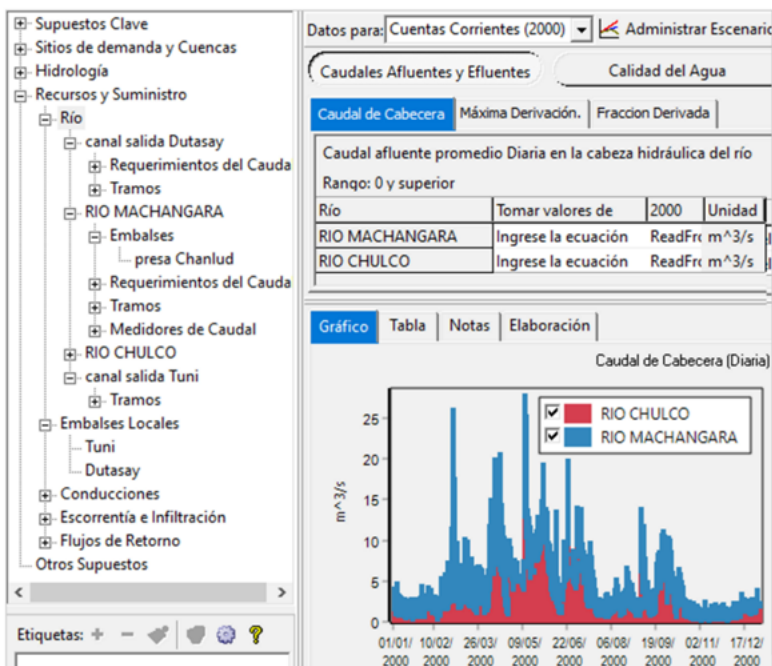 Supuestos Clave
Sitios de demanda y Cuencas
Hidrología
Recursos y Suministro
Río
canal salida Dutasay
Requerimientos del Cauda
Tramos
RIO MACHANGARA
Embalses
presa Chanlud
Requerimientos del Cauda
Tramos
Medidores de Caudal
RIO CHULCO
canal salida Tuni
Tramos
Embalses Locales
Tuni
Dutasay
Conducciones
Escorrentía e Infiltración
Flujos de Retorno
Otros Supuestos
Etiquetas:
Datos para: Cuentas Corrientes (2000) Administrar Escenario
Caudales Afluentes y Efluentes Calidad del Agua
Caudal de Cabecera Máxima Derivación. Fraccion Derivada
Caudal afluente promedio Diaria en la cabeza hidráulica del río
Rango: 0 y superior
Río Tomar valores de 2000 Unidad
RIO MACHANGARA Ingrese la ecuación ReadFro m^3/s
RIO CHULCO Ingrese la ecuación ReadFro m^3/s
Gráfico Tabla Notas Elaboración
Caudal de Cabecera (Diaria)
RIO CHULCO
RIO MACHANGARA
m^3/s
25
20
15
10
5
0
01/01/ 10/02/ 26/03/ 09/05/ 22/06/ 06/08/ 19/09/ 02/11/ 17/12/
2000 2000 2000 2000 2000 2000 2000 2000 2000